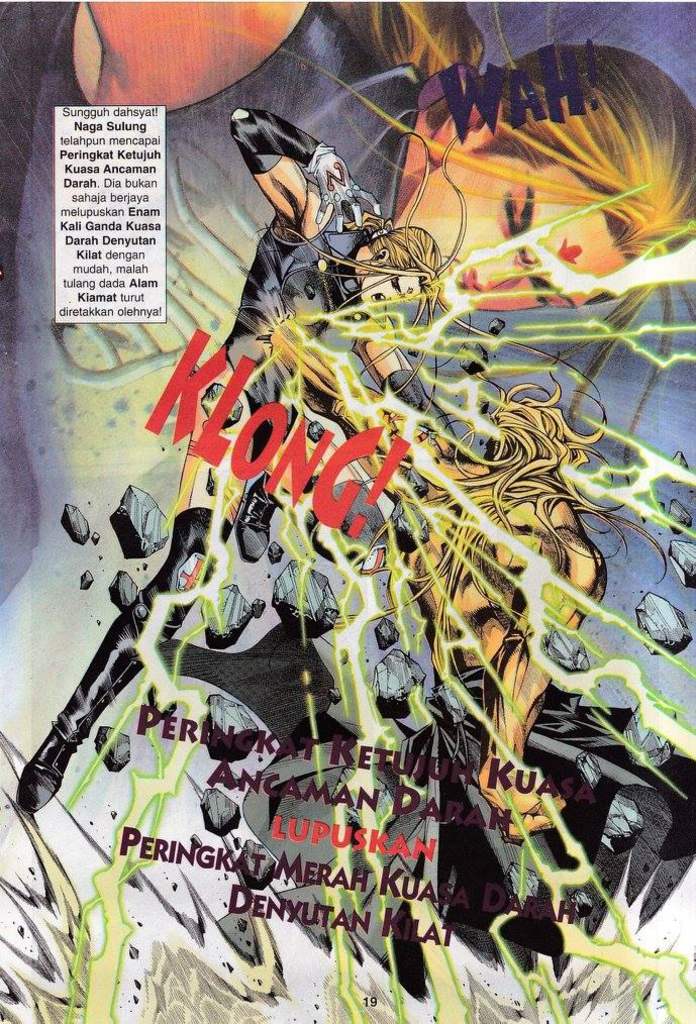 WAH!
Sungguh dahsyat!
Naga Sulung
telahpun mencapai
Peringkat Ketujuh
Kuasa Ancaman
Darah. Dia bukan
sahaja berjaya
melupuskan Enam
Kali Ganda Kuasa
Darah Denyutan
Kilat dengan
mudah, malah
tulang dada Alam
Kiamat turut
diretakkan olehnya!
KLONG!
PERINGKAT KETUJUH KUASA
ANCAMAN DARAH
LUPUSKAN
PERINGKAT MERAH KUASA DARAH
DENYUTAN KILAT
19